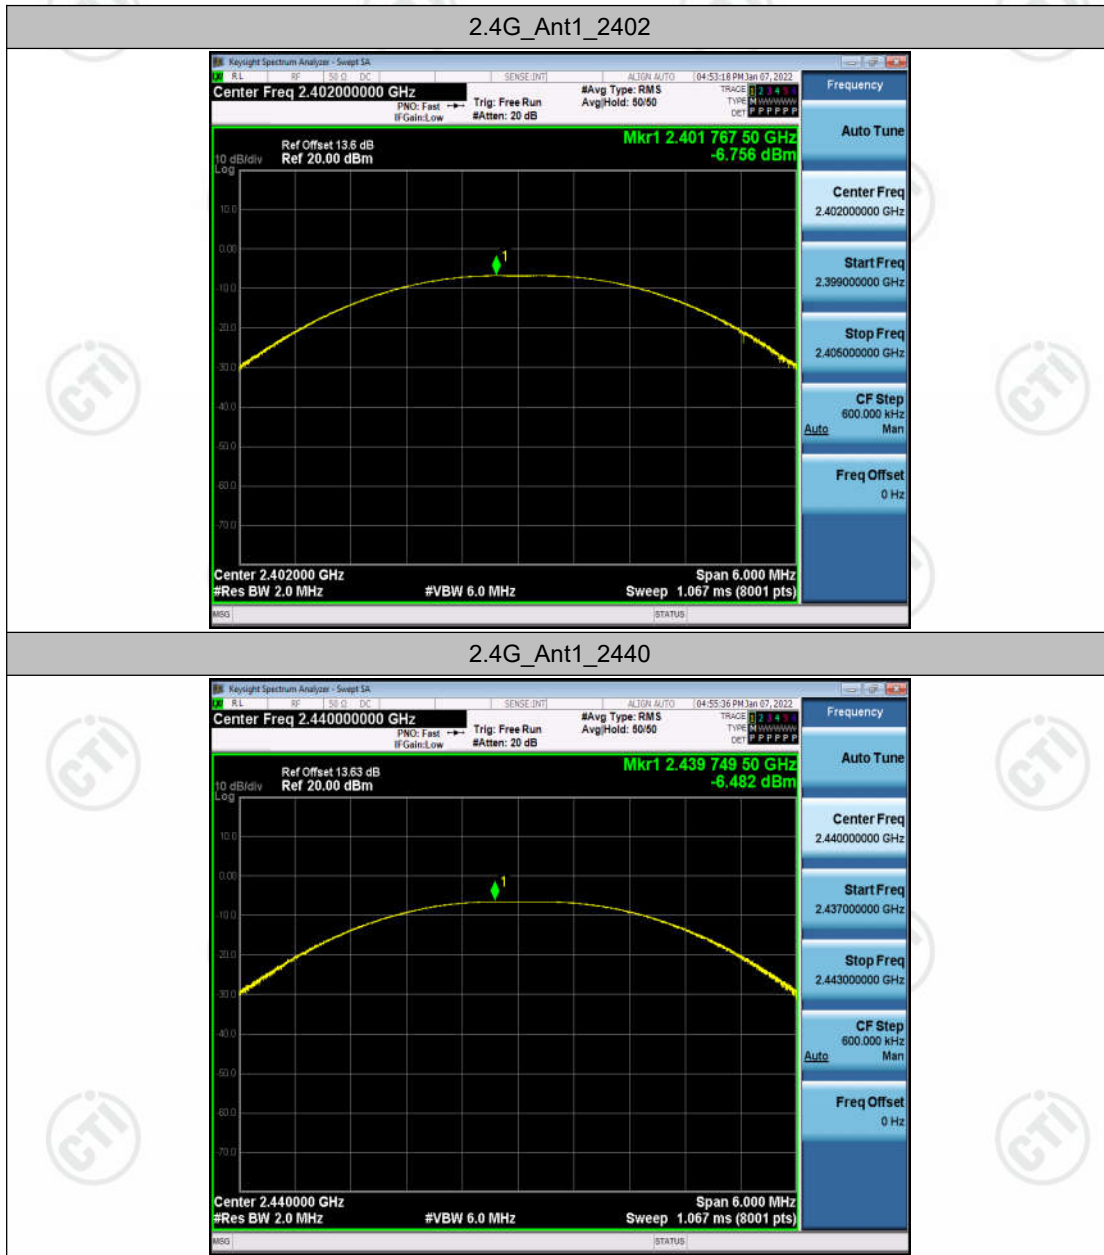 2.4G_Ant1_2402
Keysight Spectrum Analyzer - Swept SA
RL RF 50 Ω DC SENSE:INT ALIGN AUTO 04:53:18 PM Jan 07, 2022
Center Freq 2.402000000 GHz #Avg Type: RMS TRACE 1 2 3 4 5 6
PNO: Fast Trig: Free Run Avg|Hold: 50/50 TYPE M WWWWW
IFGain:Low #Atten: 20 dB DET P P P P P P
Mkr1 2.401 767 50 GHz
Ref Offset 13.6 dB
10 dB/div Ref 20.00 dBm -6.756 dBm
Log
10.0
0.00
1
-10.0
-20.0
-30.0
-40.0
-50.0
-60.0
-70.0
Center 2.402000 GHz Span 6.000 MHz
#Res BW 2.0 MHz #VBW 6.0 MHz Sweep 1.067 ms (8001 pts)
MSG STATUS
Frequency
Auto Tune
Center Freq
2.402000000 GHz
Start Freq
2.399000000 GHz
Stop Freq
2.405000000 GHz
CF Step
600.000 kHz
Auto Man
Freq Offset
0 Hz
CTI
CTI
2.4G_Ant1_2440
Keysight Spectrum Analyzer - Swept SA
RL RF 50 Ω DC SENSE:INT ALIGN AUTO 04:55:36 PM Jan 07, 2022
Center Freq 2.440000000 GHz #Avg Type: RMS TRACE 1 2 3 4 5 6
PNO: Fast Trig: Free Run Avg|Hold: 50/50 TYPE M WWWWW
IFGain:Low #Atten: 20 dB DET P P P P P P
Mkr1 2.439 749 50 GHz
Ref Offset 13.63 dB
10 dB/div Ref 20.00 dBm -6.482 dBm
Log
10.0
0.00
1
-10.0
-20.0
-30.0
-40.0
-50.0
-60.0
-70.0
Center 2.440000 GHz Span 6.000 MHz
#Res BW 2.0 MHz #VBW 6.0 MHz Sweep 1.067 ms (8001 pts)
MSG STATUS
Frequency
Auto Tune
Center Freq
2.440000000 GHz
Start Freq
2.437000000 GHz
Stop Freq
2.443000000 GHz
CF Step
600.000 kHz
Auto Man
Freq Offset
0 Hz
CTI
CTI
CTI
CTI